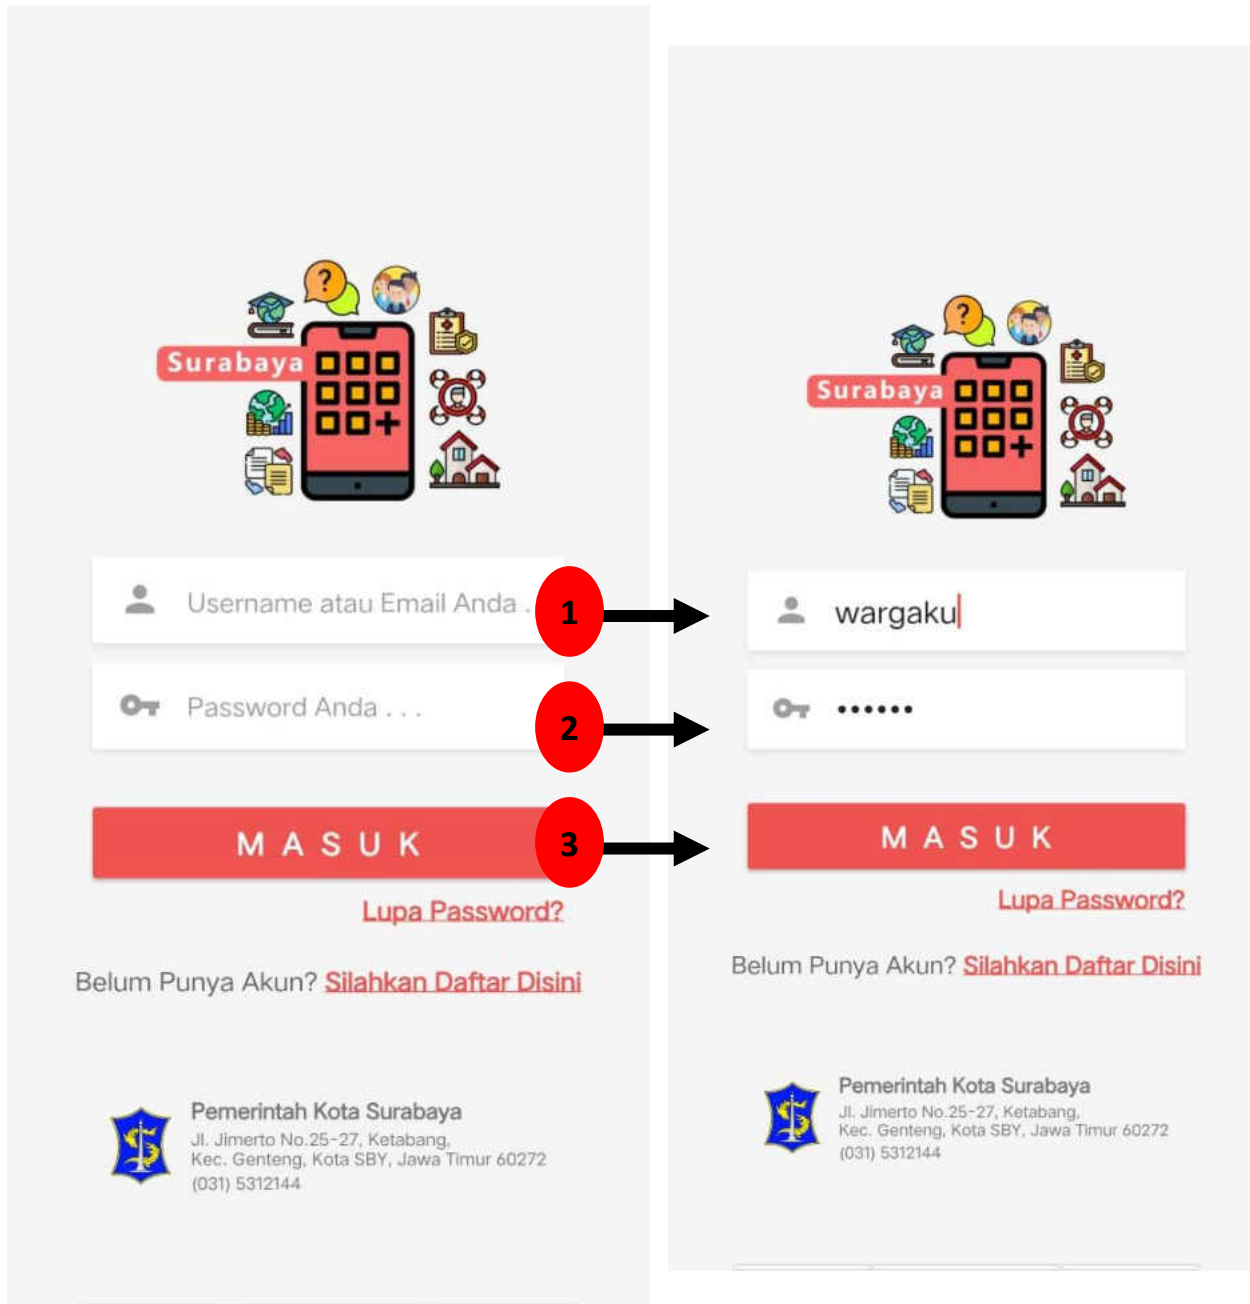 ?
Surabaya
Username atau Email Anda .
Password Anda . . .
MASUK
Lupa Password?
Belum Punya Akun? Silahkan Daftar Disini
Pemerintah Kota Surabaya
Jl. Jimerto No.25-27, Ketabang,
Kec. Genteng, Kota SBY, Jawa Timur 60272
(031) 5312144
1
2
3
?
Surabaya
wargaku
••••••
MASUK
Lupa Password?
Belum Punya Akun? Silahkan Daftar Disini
Pemerintah Kota Surabaya
Jl. Jimerto No.25-27, Ketabang,
Kec. Genteng, Kota SBY, Jawa Timur 60272
(031) 5312144